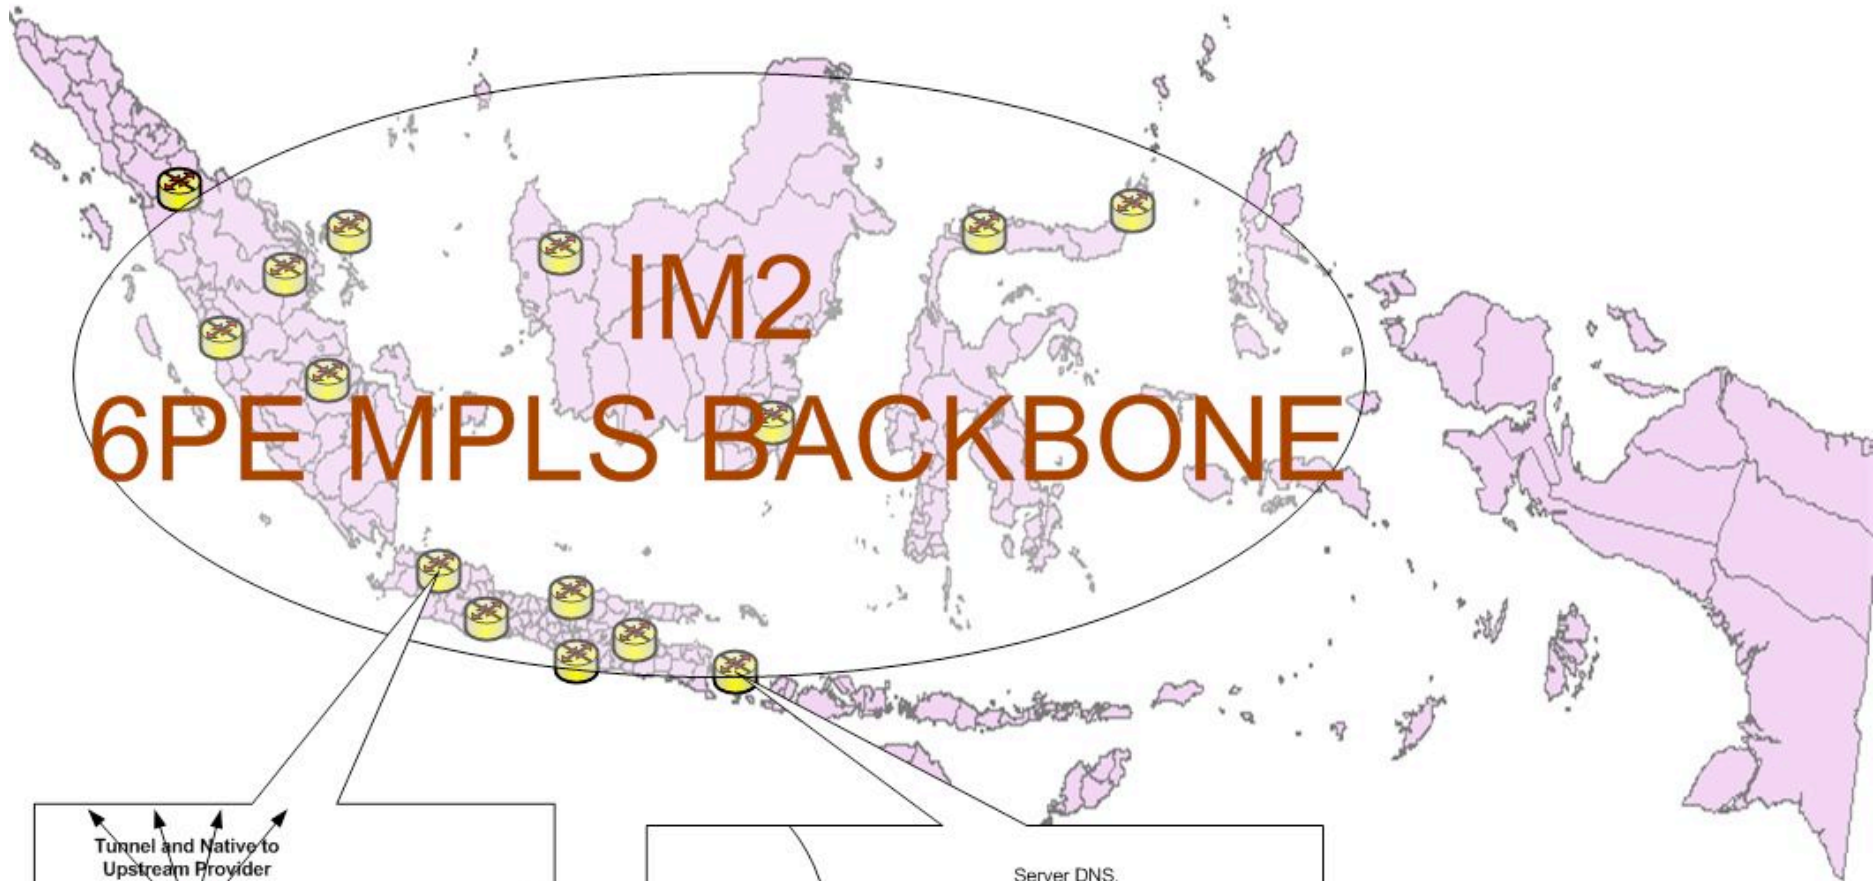 IM2
6PE MPLS BACKBONE
Tunnel and Native to
Upstream Provider
Server DNS,